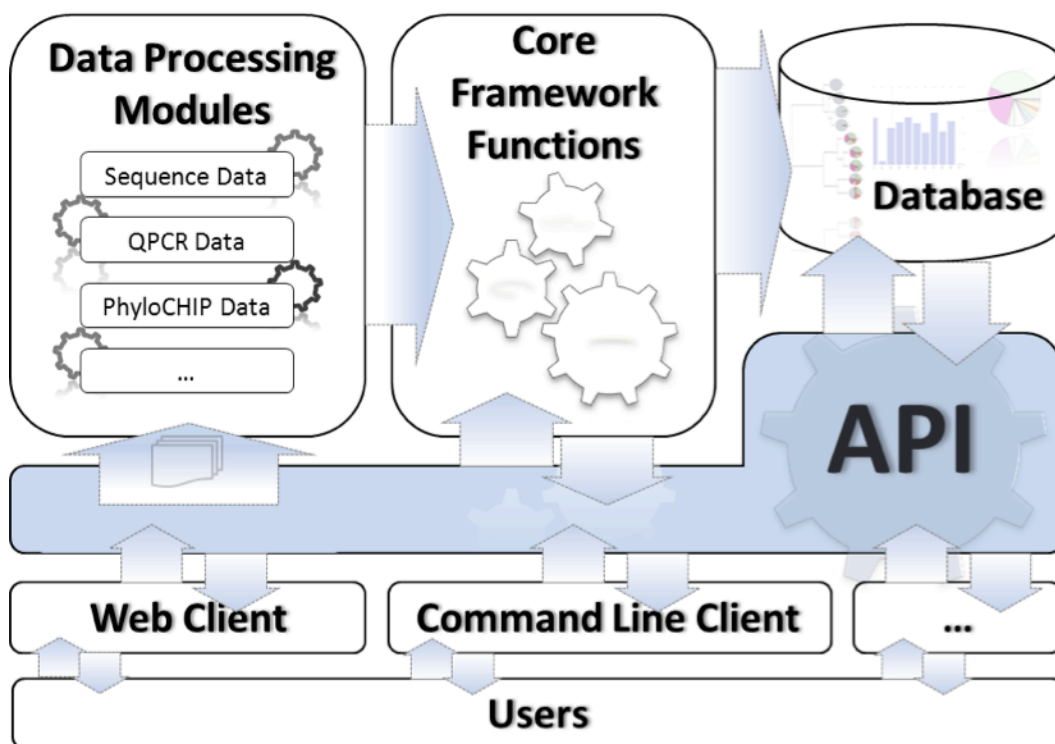 Data Processing
Modules
Sequence Data
QPCR Data
PhyloCHIP Data
...
Core
Framework
Functions
Database
API
Web Client
Command Line Client
...
Users